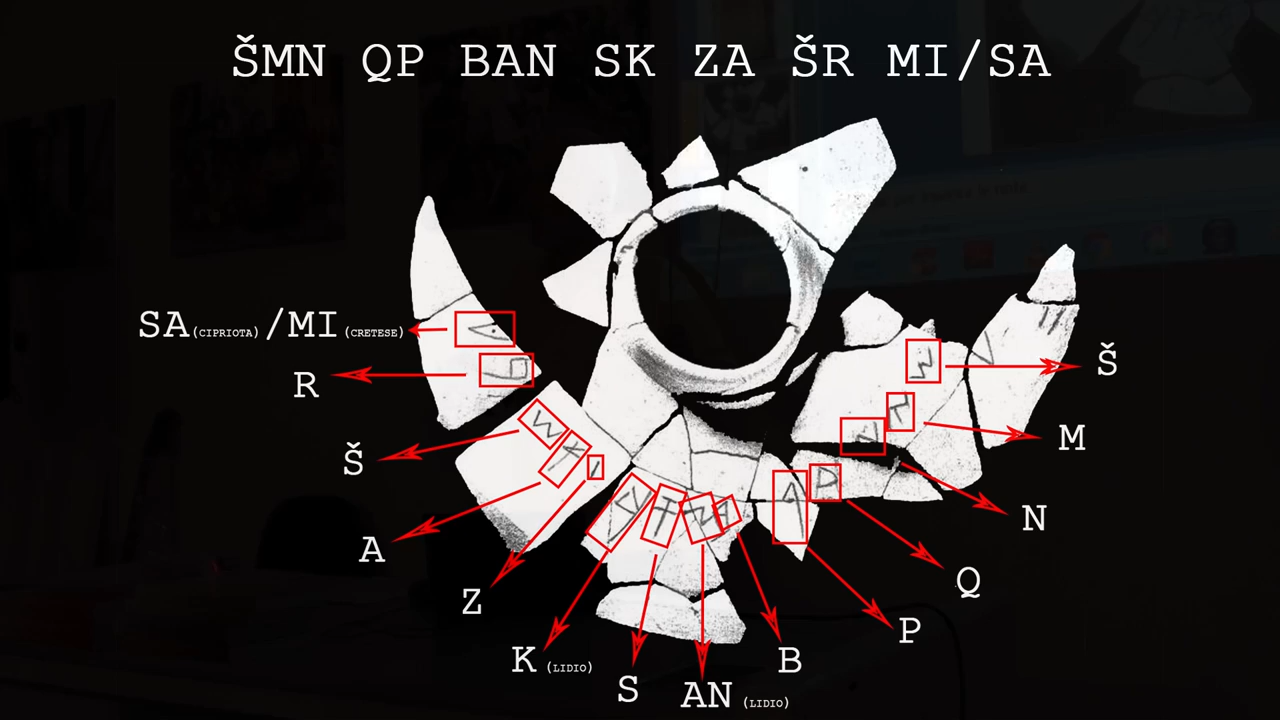 ŠMN QP BAN SK ZA ŠR MI/SA
SA(CIPRIOTA)/MI(CRETESE)
R
Š
A
Z
K (LIDIO)
S
AN (LIDIO)
B
P
Q
N
M
Š